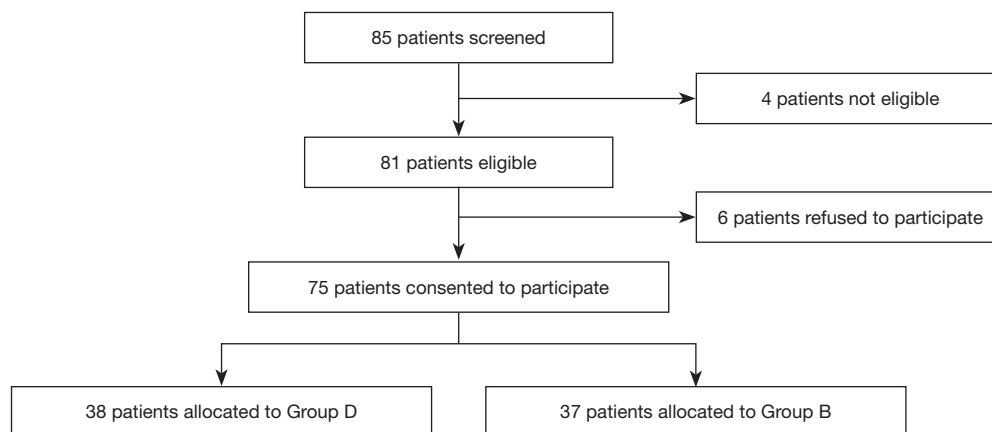 85 patients screened
4 patients not eligible
81 patients eligible
6 patients refused to participate
75 patients consented to participate
38 patients allocated to Group D
37 patients allocated to Group B